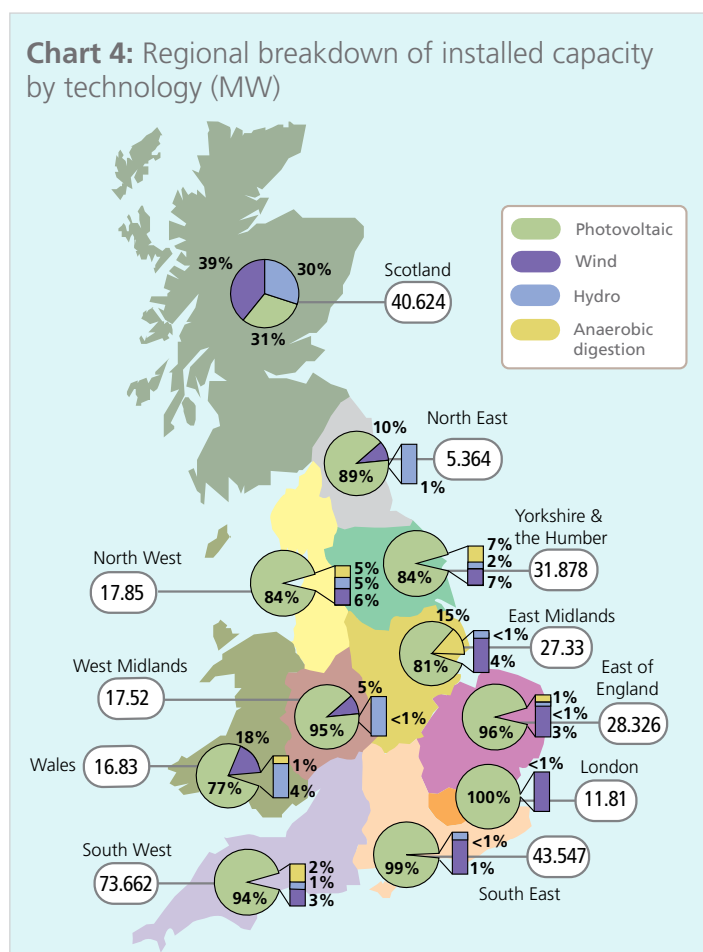 Chart 4: Regional breakdown of installed capacity
by technology (MW)
Photovoltaic
Wind
Hydro
Anaerobic
digestion
39%
30%
31%
Scotland
40.624
North East
10%
89%
1%
5.364
Yorkshire &
the Humber
7%
2%
7%
84%
31.878
North West
17.85
84%
5%
5%
6%
East Midlands
15%
<1%
81%
4%
27.33
West Midlands
17.52
5%
95%
<1%
East of
England
1%
<1%
3%
96%
28.326
Wales
16.83
18%
77%
1%
4%
London
<1%
100%
11.81
South West
73.662
94%
2%
1%
3%
<1%
99%
1%
43.547
South East